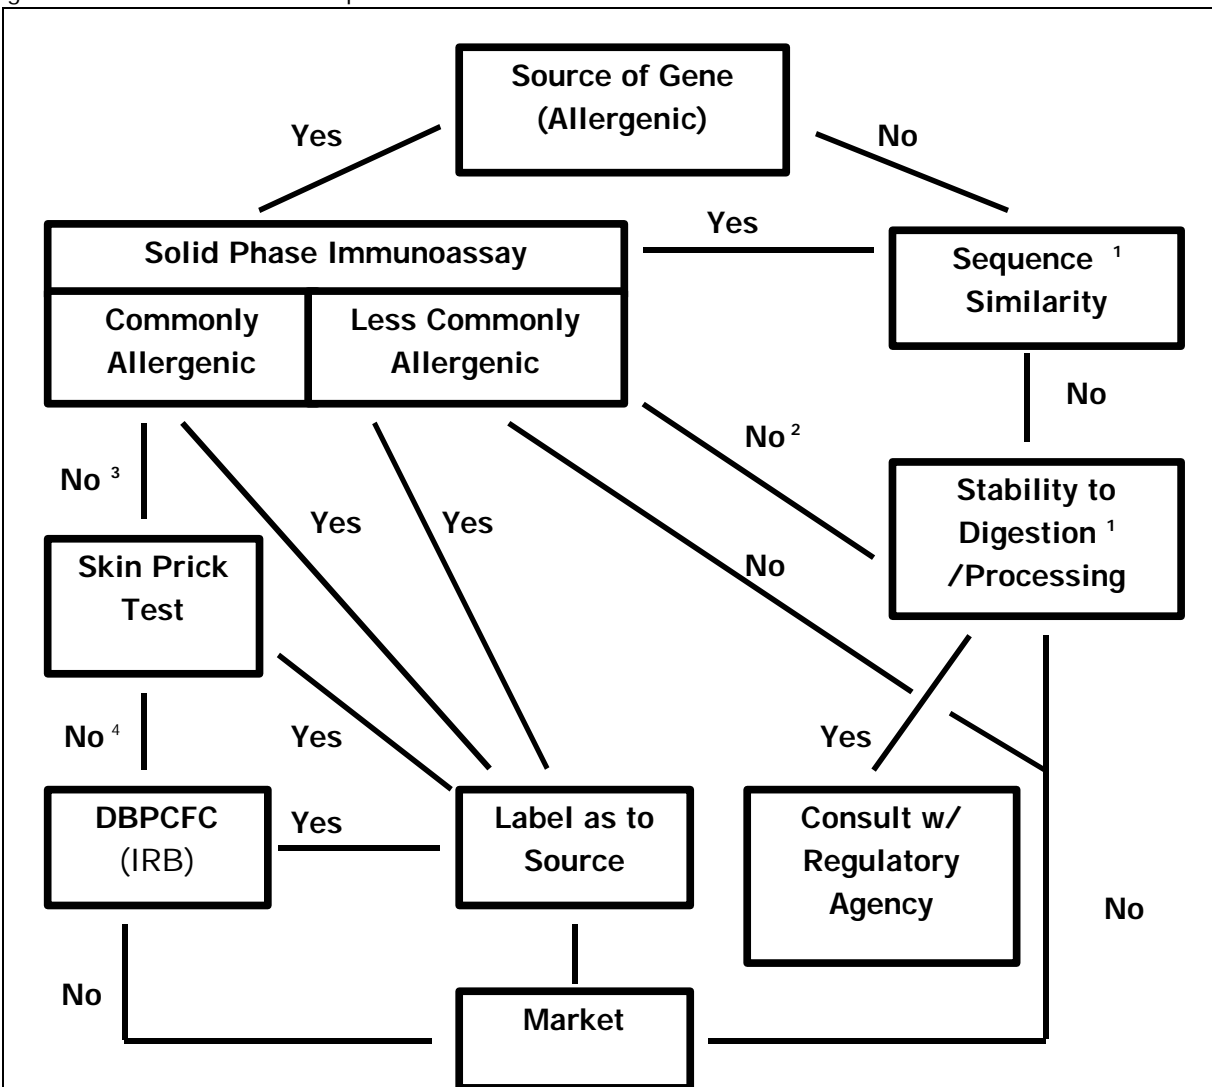 Source of Gene
(Allergenic)
Yes
No
Solid Phase Immunoassay
Yes
Sequence 1
Similarity
Commonly
Allergenic
Less Commonly
Allergenic
No
No 2
No 3
Yes
Yes
Stability to
Digestion 1
/Processing
Skin Prick
Test
No
No 4
Yes
Yes
DBPCFC
(IRB)
Yes
Label as to
Source
Consult w/
Regulatory
Agency
No
No
Market